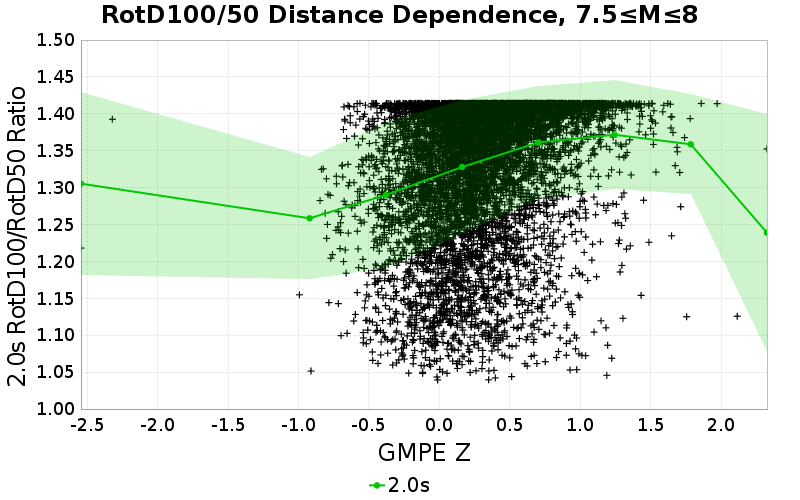 RotD100/50 Distance Dependence, 7.5≤M≤8
2.0s RotD100/RotD50 Ratio
1.50
1.45
1.40
1.35
1.30
1.25
1.20
1.15
1.10
1.05
1.00
-2.5 -2.0 -1.5 -1.0 -0.5 0.0 0.5 1.0 1.5 2.0
GMPE Z
2.0s